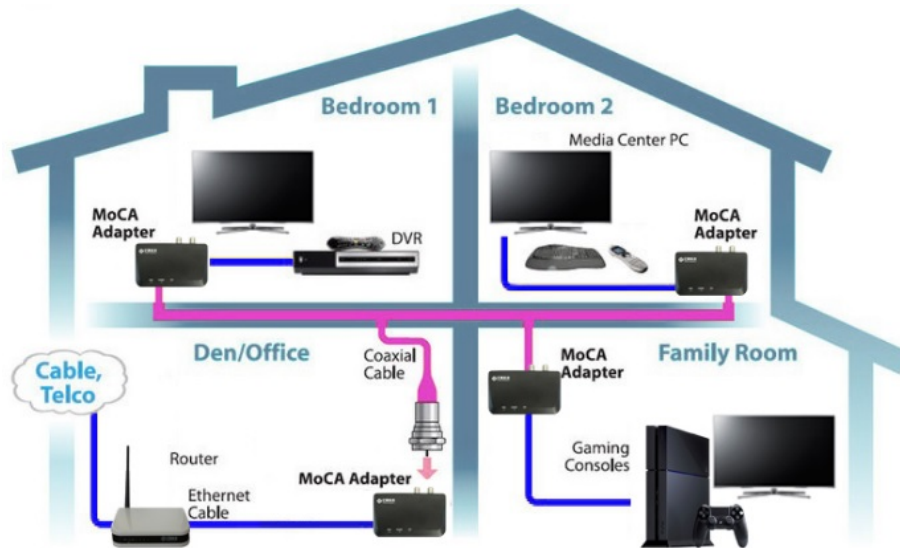 Bedroom 1
Bedroom 2
Media Center PC
MoCA
Adapter
DVR
MoCA
Adapter
Den/Office
Coaxial
Cable
MoCA
Adapter
Family Room
Cable,
Telco
Router
Ethernet
Cable
MoCA Adapter
Gaming
Consoles